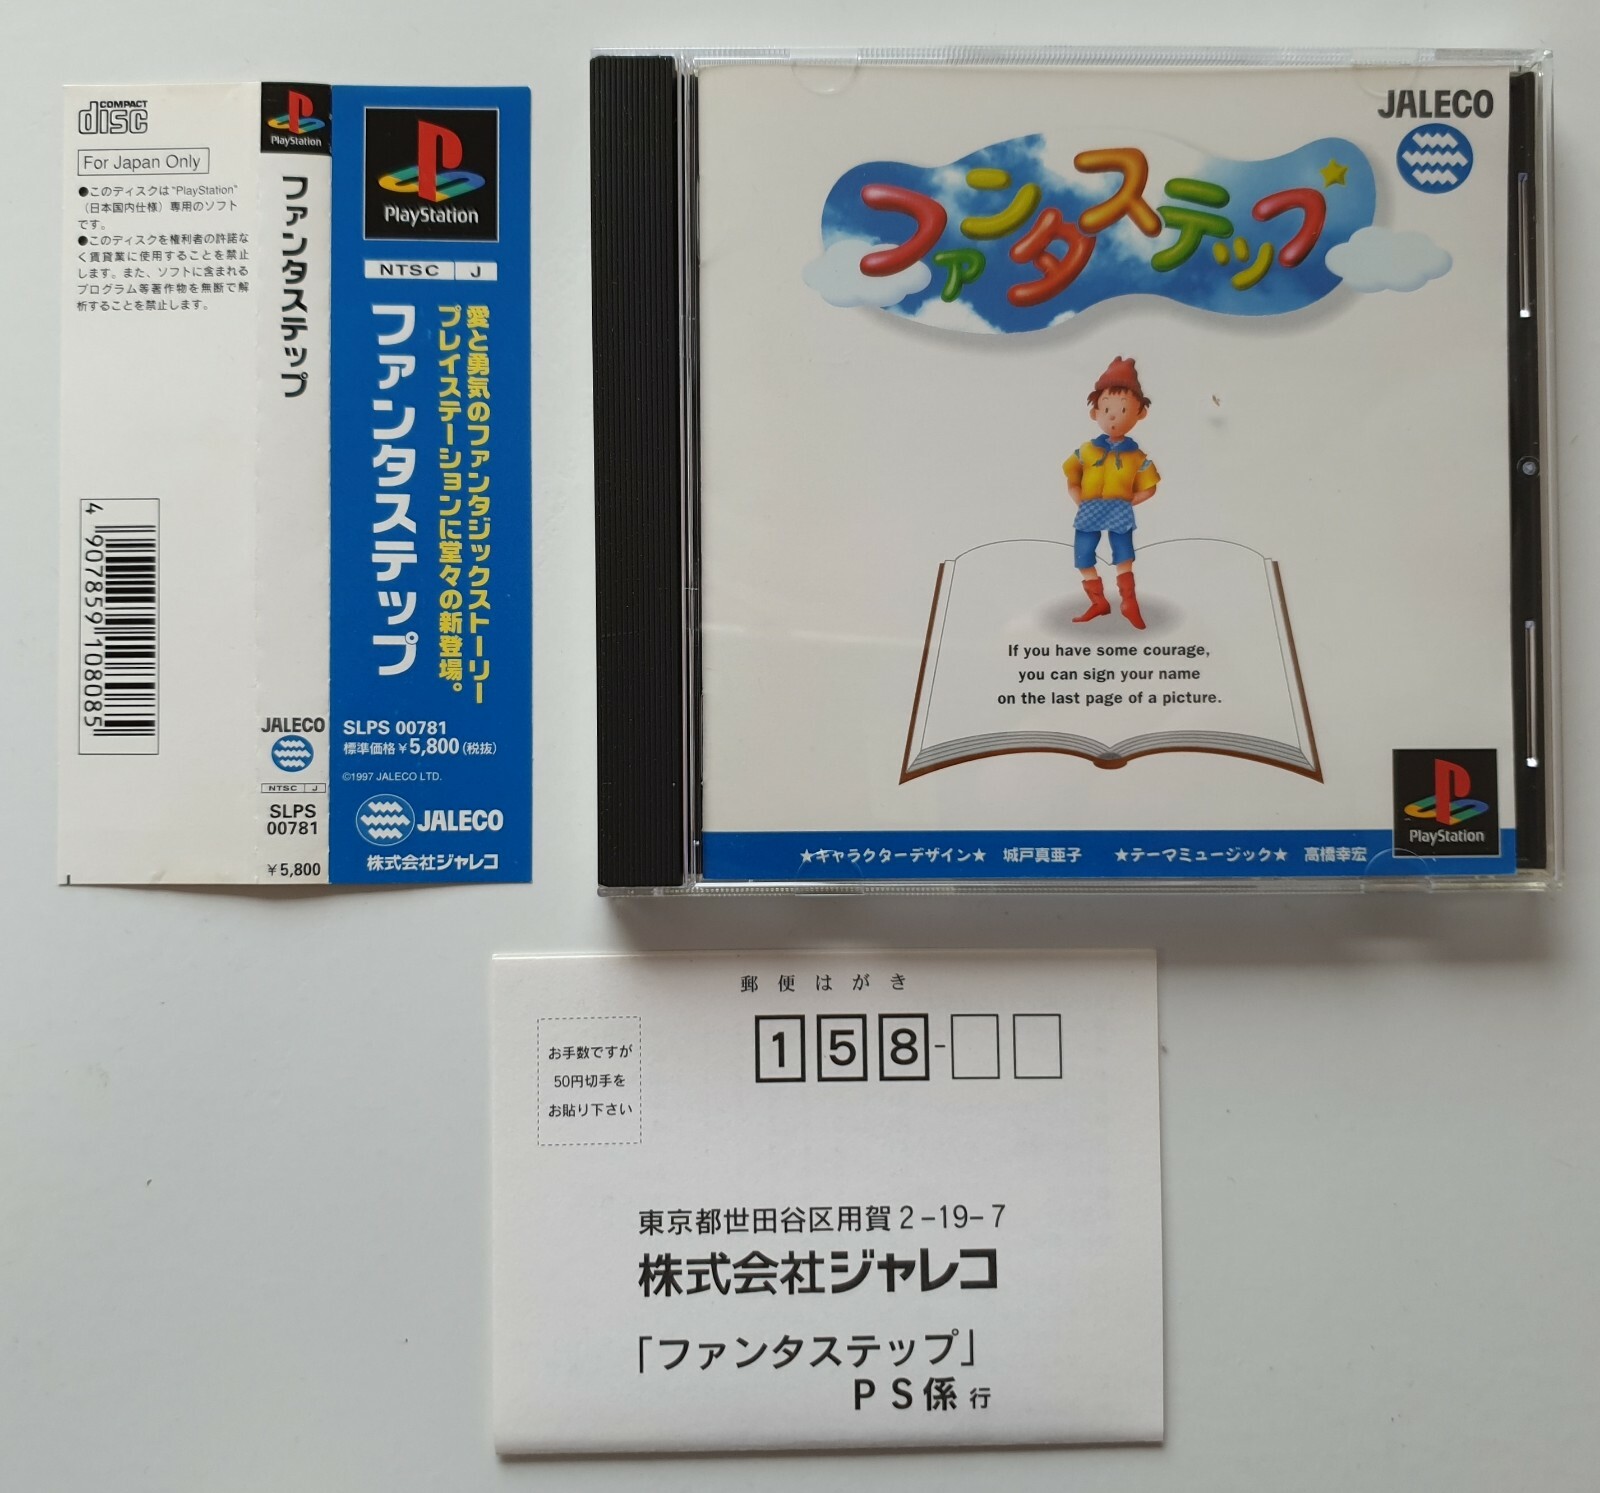 COMPACT
disc
For Japan Only
●このディスクは"PlayStation"
（日本国内仕様）専用のソフト
です。
●このディスクを権利者の許諾な
く賃貸業に使用することを禁止
します。また、ソフトに含まれる
プログラム等著作物を無断で解
析することを禁止します。
4 907859 108085
PlayStation
ファンタステップ
JALECO
NTSC J
SLPS
00781
￥5,800
PlayStation
NTSC J
愛と勇気のファンタジックストーリー
プレイステーションに堂々の新登場。
ファンタステップ
SLPS 00781
標準価格￥5,800（税抜）
©1997 JALECO LTD.
JALECO
株式会社ジャレコ
JALECO
ファンタステップ
If you have some courage,
you can sign your name
on the last page of a picture.
PlayStation
★キャラクターデザイン★ 城戸真亜子 ★テーマミュージック★ 高橋幸宏
郵便はがき
158-
お手数ですが
50円切手を
お貼り下さい
東京都世田谷区用賀2-19-7
株式会社ジャレコ
「ファンタステップ」
PS係 行